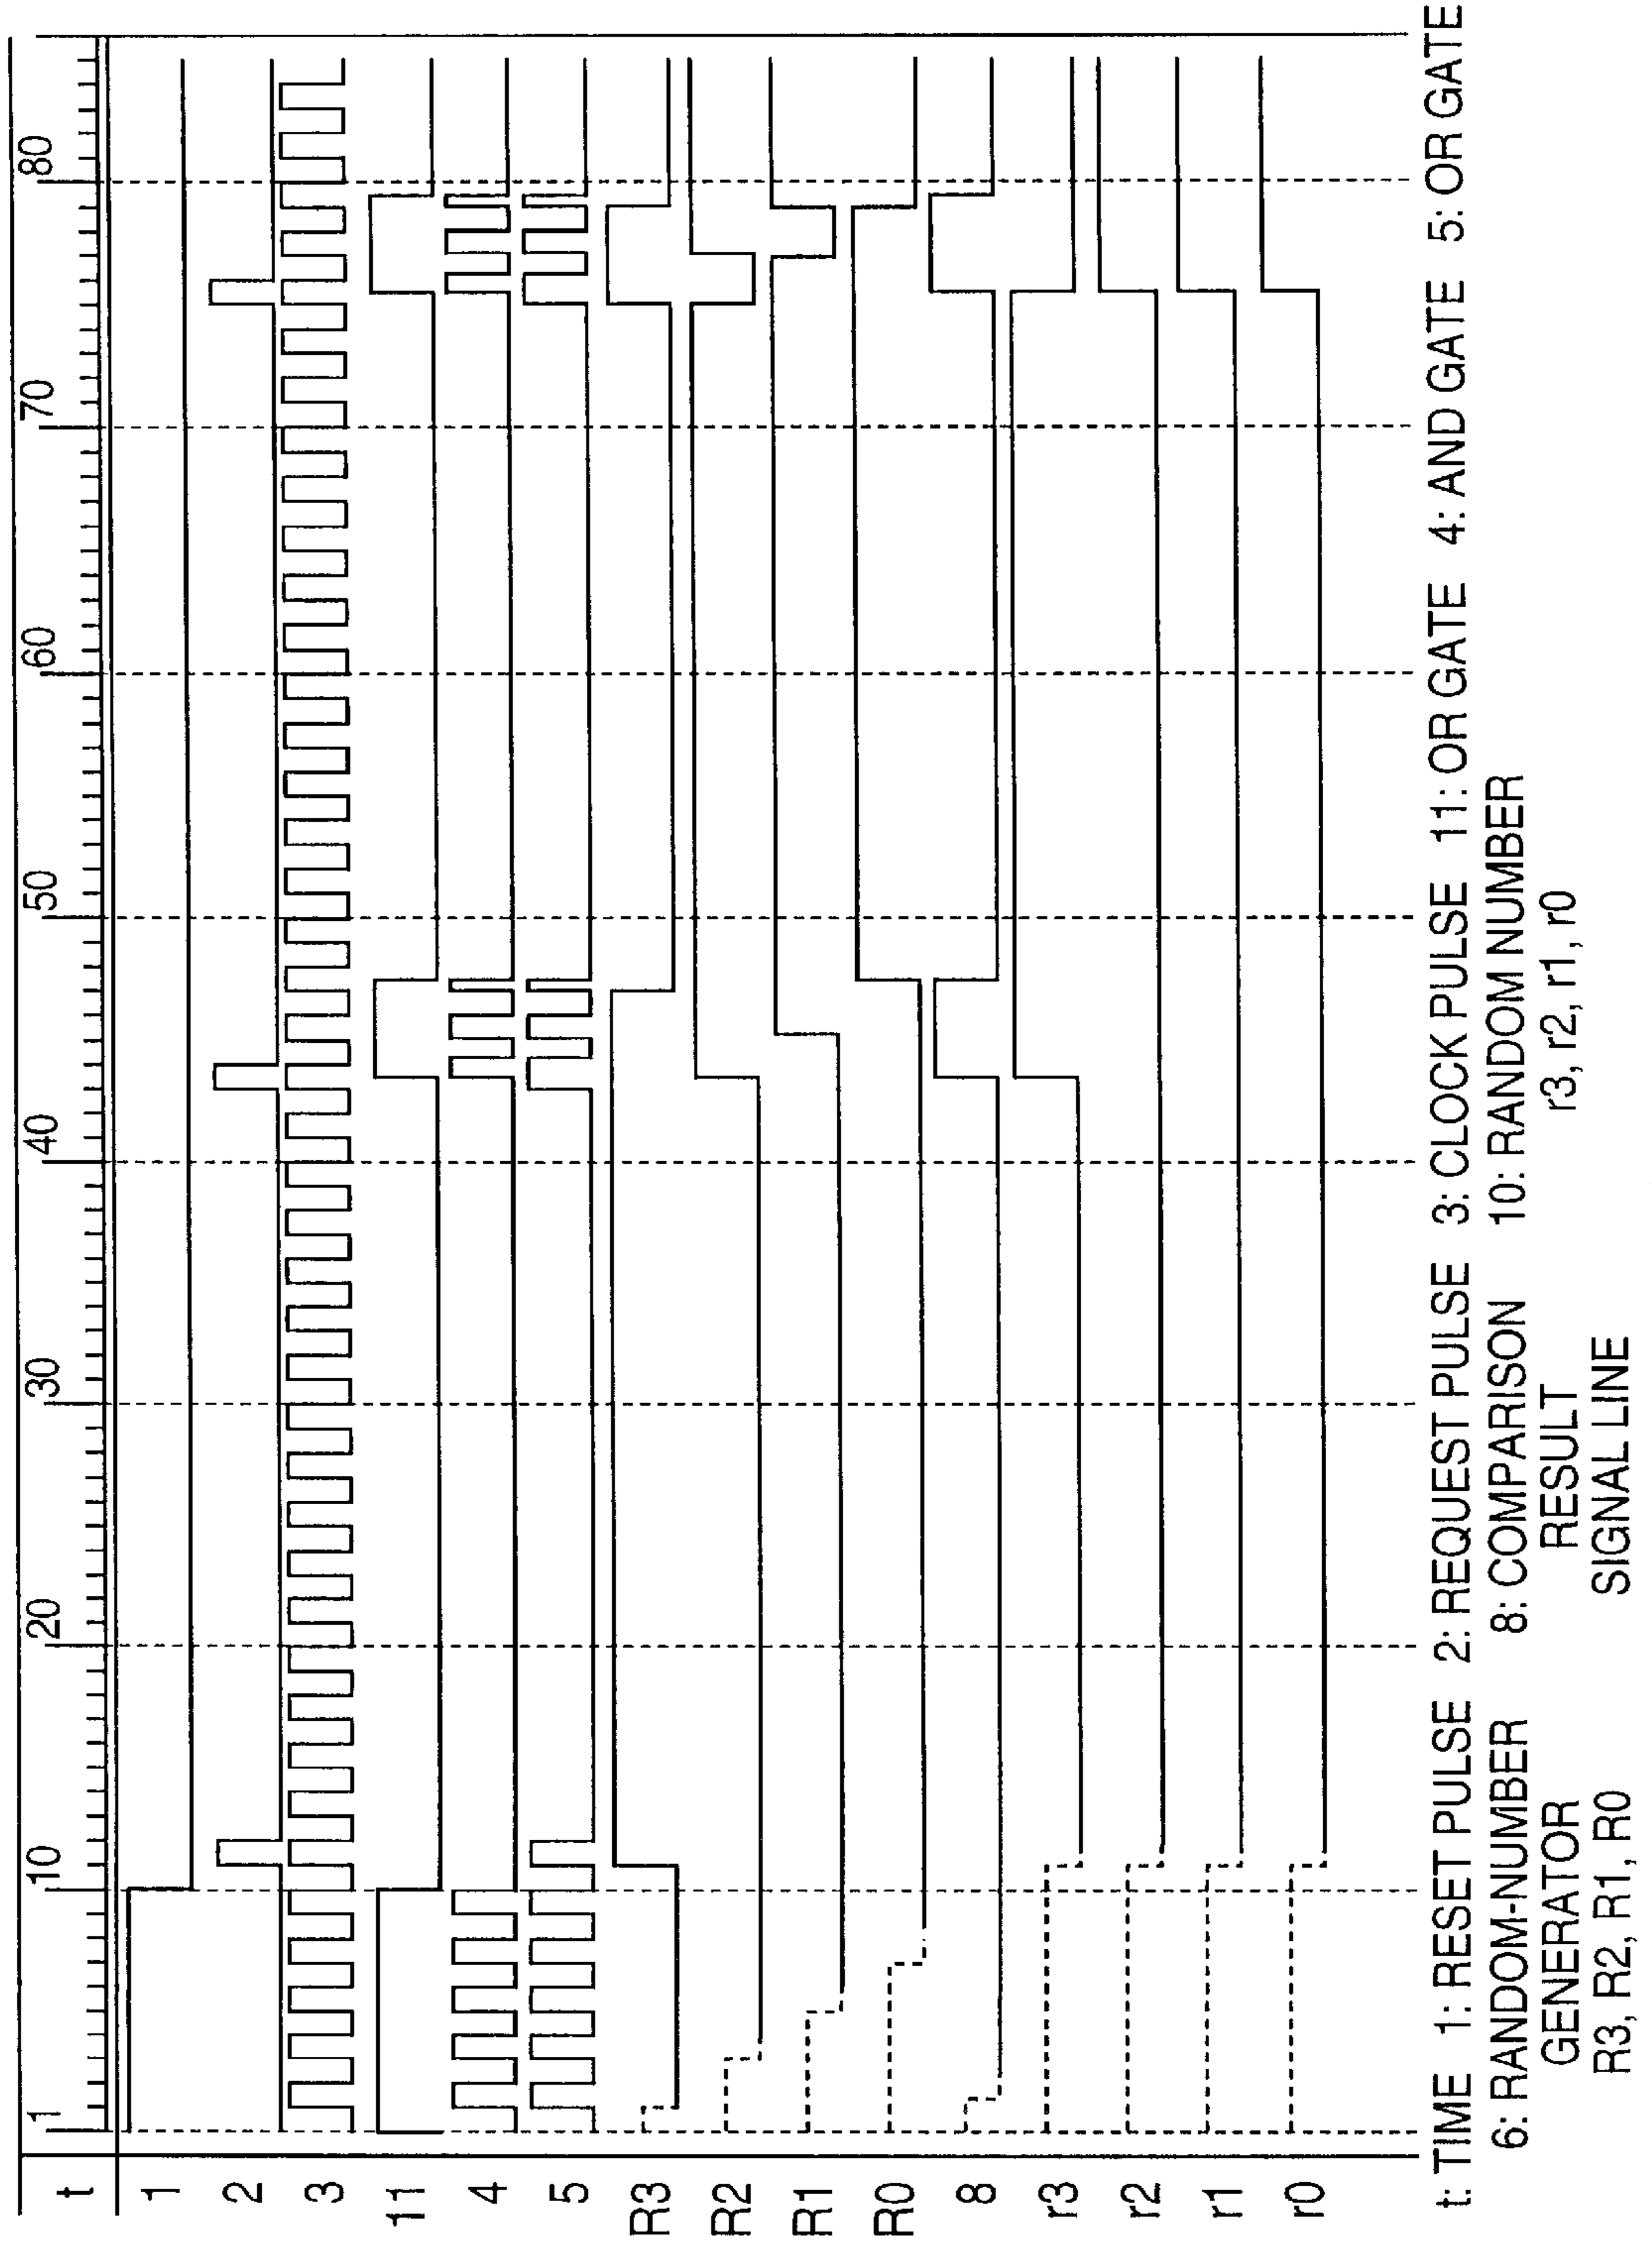 t 1 10 20 30 40 50 60 70 80
1
2
3
11
4
5
R3
R2
R1
R0
8
r3
r2
r1
r0
t: TIME 1: RESET PULSE 2: REQUEST PULSE 3: CLOCK PULSE 11: OR GATE 4: AND GATE 5: OR GATE
6: RANDOM-NUMBER 8: COMPARISON 10: RANDOM NUMBER
GENERATOR RESULT r3, r2, r1, r0
R3, R2, R1, R0 SIGNAL LINE